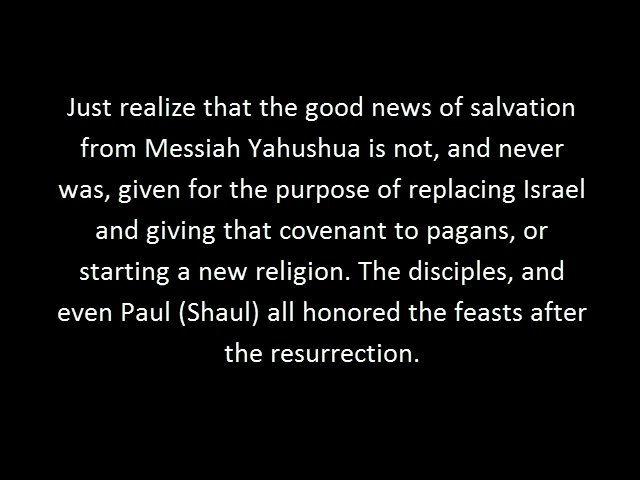 Just realize that the good news of salvation
from Messiah Yahushua is not, and never
was, given for the purpose of replacing Israel
and giving that covenant to pagans, or
starting a new religion. The disciples, and
even Paul (Shaul) all honored the feasts after
the resurrection.